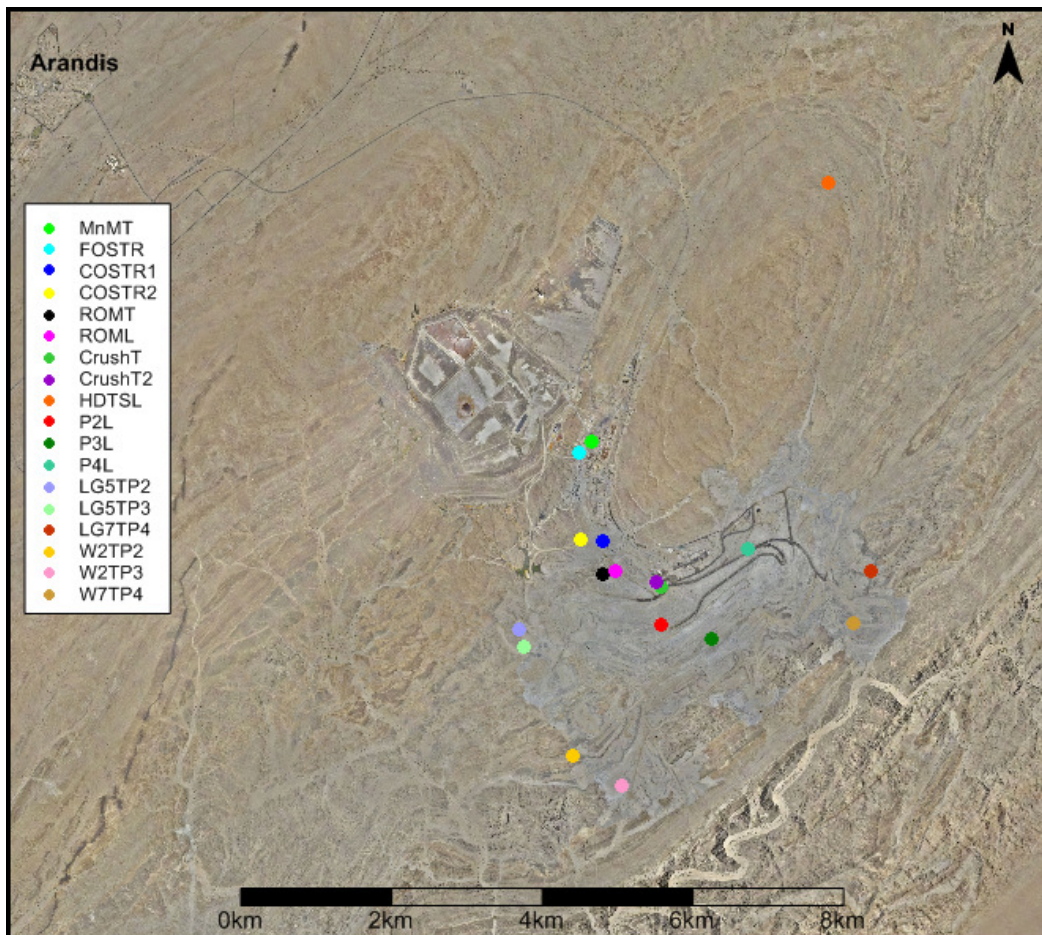 N
Arandis
MnMT
FOSTR
COSTR1
COSTR2
ROMT
ROML
CrushT
CrushT2
HDTSL
P2L
P3L
P4L
LG5TP2
LG5TP3
LG7TP4
W2TP2
W2TP3
W7TP4
0km 2km 4km 6km 8km